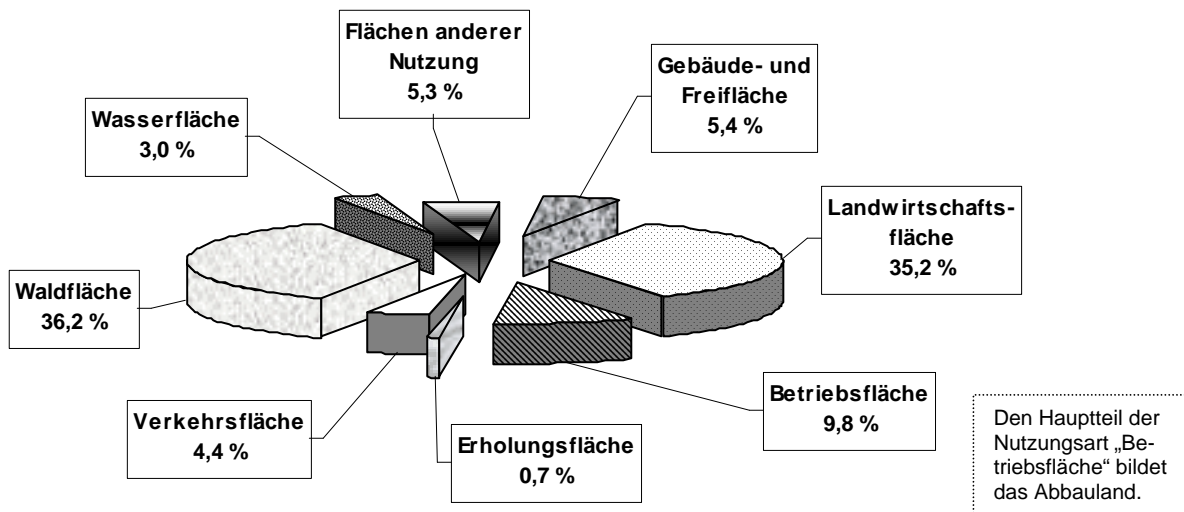 Flächen anderer
Nutzung
5,3 %
Gebäude- und
Freifläche
5,4 %
Wasserfläche
3,0 %
Landwirtschafts-
fläche
35,2 %
Waldfläche
36,2 %
Verkehrsfläche
4,4 %
Erholungsfläche
0,7 %
Betriebsfläche
9,8 %
Den Hauptteil der
Nutzungsart „Be-
triebsfläche“ bildet
das Abbauland.